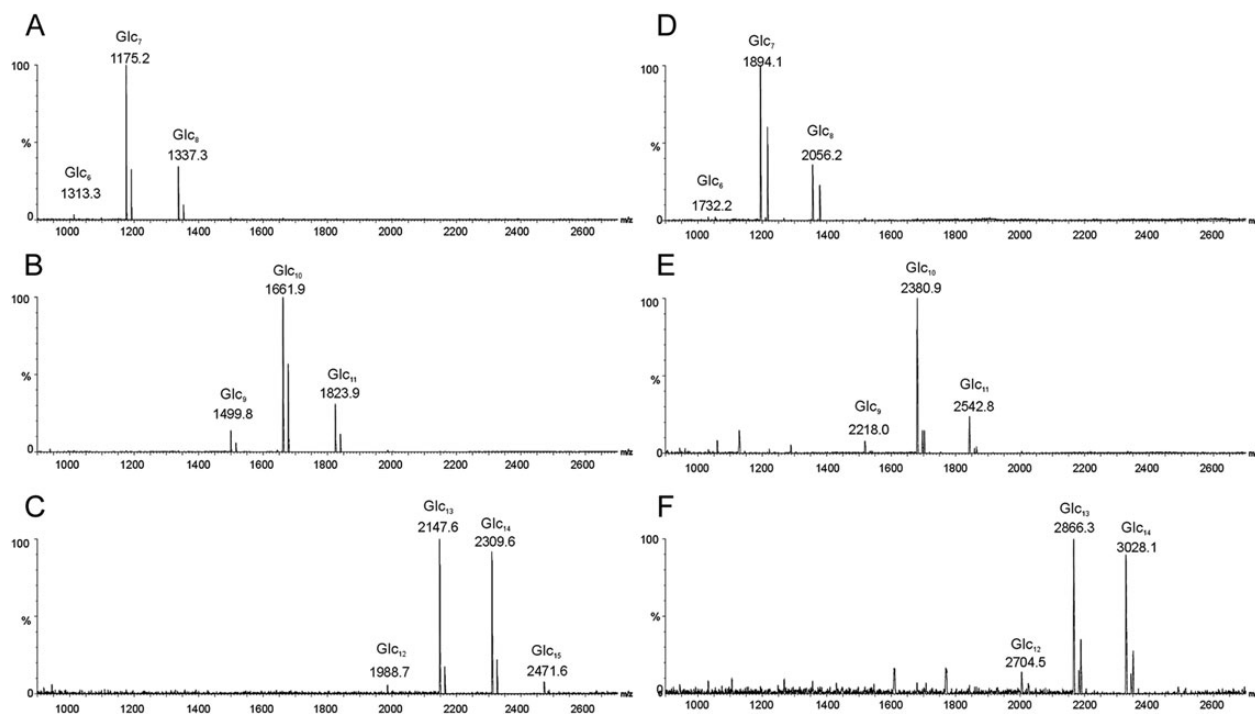 A
Glc₇
1175.2
Glc₈
1337.3
Glc₆
1313.3
100
%
0
1000 1200 1400 1600 1800 2000 2200 2400 2600 m/z
B
Glc₁₀
1661.9
Glc₁₁
1823.9
Glc₉
1499.8
100
%
0
1000 1200 1400 1600 1800 2000 2200 2400 2600 m/z
C
Glc₁₃
2147.6
Glc₁₄
2309.6
Glc₁₂
1988.7
Glc₁₅
2471.6
100
%
0
1000 1200 1400 1600 1800 2000 2200 2400 2600 m/z
D
Glc₇
1894.1
Glc₈
2056.2
Glc₆
1732.2
100
%
0
1000 1200 1400 1600 1800 2000 2200 2400 2600
E
Glc₁₀
2380.9
Glc₁₁
2542.8
Glc₉
2218.0
100
%
0
1000 1200 1400 1600 1800 2000 2200 2400 2600
F
Glc₁₃
2866.3
Glc₁₄
3028.1
Glc₁₂
2704.5
100
%
0
1000 1200 1400 1600 1800 2000 2200 2400 2600